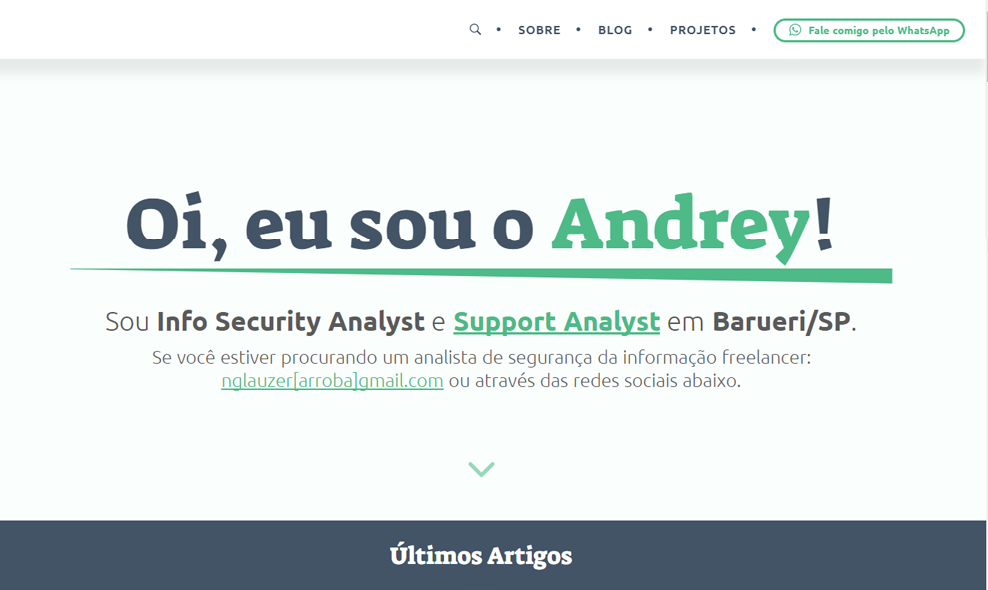 • SOBRE • BLOG • PROJETOS • Fale comigo pelo WhatsApp
Oi, eu sou o Andrey!
Sou Info Security Analyst e Support Analyst em Barueri/SP.
Se você estiver procurando um analista de segurança da informação freelancer:
nglauzer[arroba]gmail.com ou através das redes sociais abaixo.
Últimos Artigos